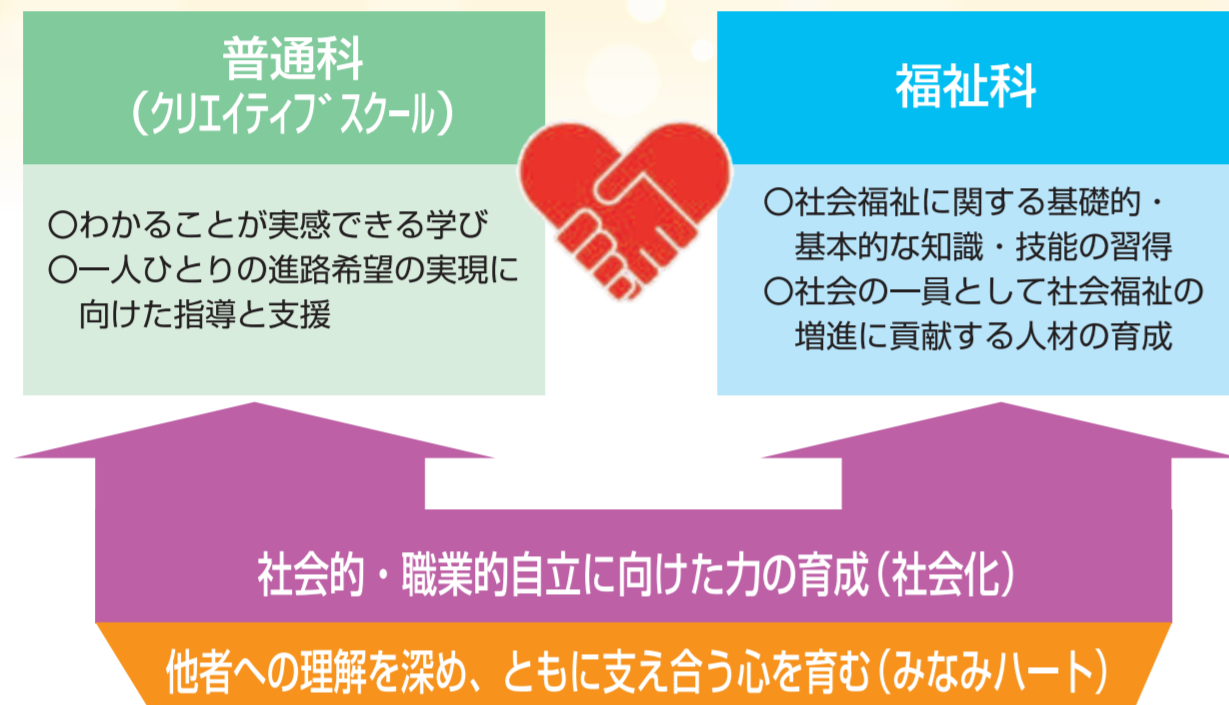 普通科
(クリエイティブスクール)
〇わかることが実感できる学び
〇一人ひとりの進路希望の実現に
向けた指導と支援
福祉科
〇社会福祉に関する基礎的・
基本的な知識・技能の習得
〇社会の一員として社会福祉の
増進に貢献する人材の育成
社会的・職業的自立に向けた力の育成(社会化)
他者への理解を深め、ともに支え合う心を育む(みなみハート)